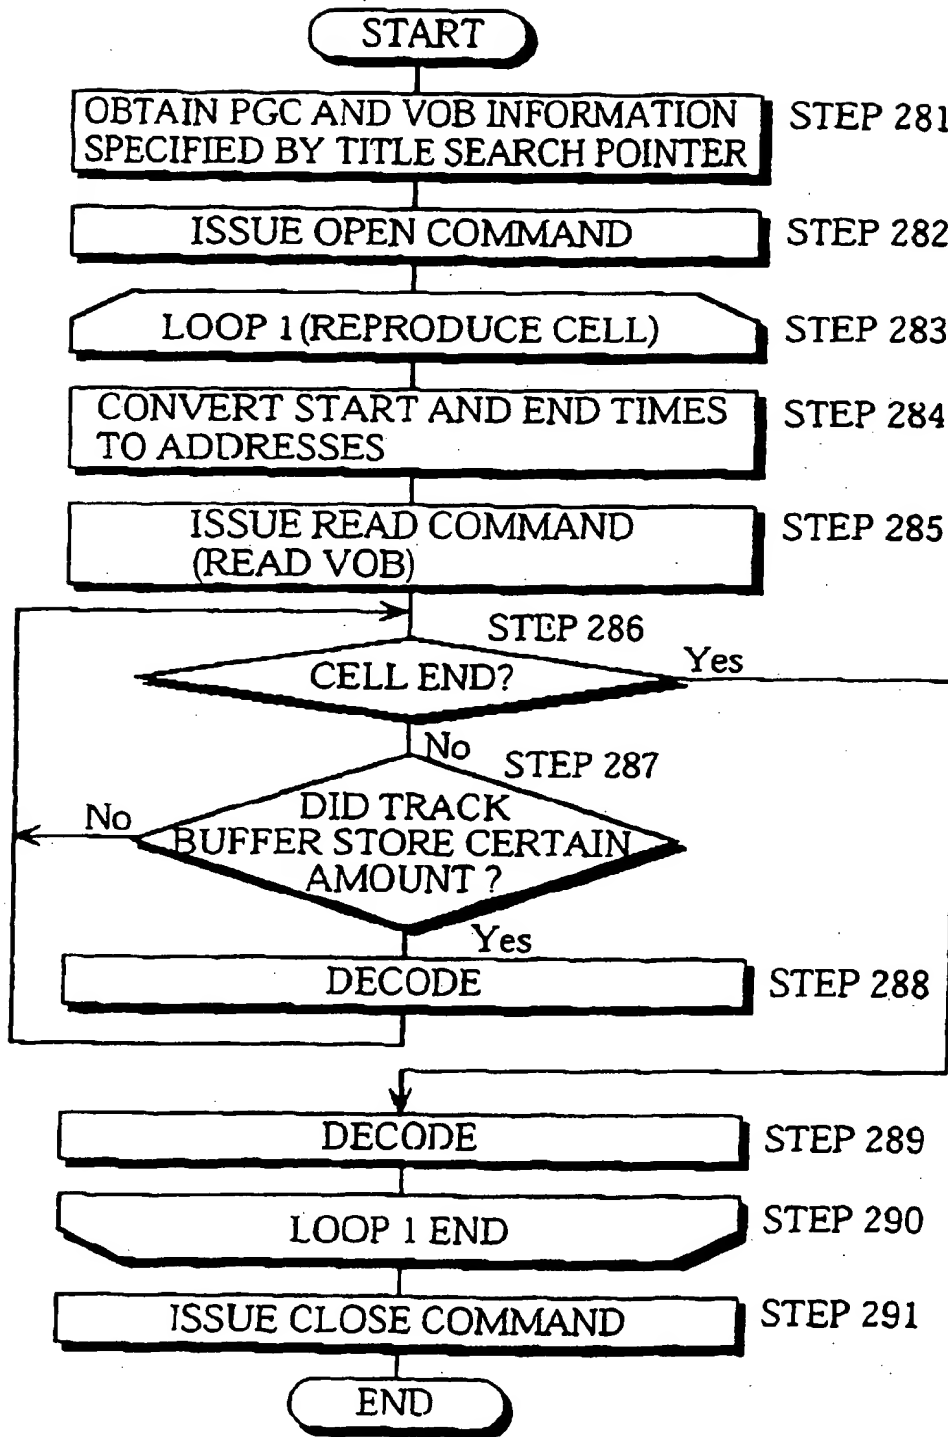 START
OBTAIN PGC AND VOB INFORMATION
SPECIFIED BY TITLE SEARCH POINTER
STEP 281
ISSUE OPEN COMMAND
STEP 282
LOOP 1 (REPRODUCE CELL)
STEP 283
CONVERT START AND END TIMES
TO ADDRESSES
STEP 284
ISSUE READ COMMAND
(READ VOB)
STEP 285
STEP 286
CELL END?
Yes
No
STEP 287
DID TRACK
BUFFER STORE CERTAIN
AMOUNT ?
No
Yes
DECODE
STEP 288
DECODE
STEP 289
LOOP 1 END
STEP 290
ISSUE CLOSE COMMAND
STEP 291
END